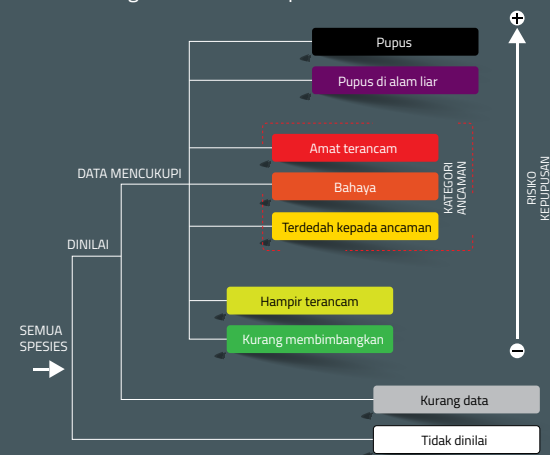 Pupus
Pupus di alam liar
Amat terancam
Bahaya
Terdedah kepada ancaman
KATEGORI
ANCAMAN
RISIKO
KEPUPUSAN
DATA MENCUKUPI
DINILAI
Hampir terancam
Kurang membimbangkan
SEMUA
SPESIES
Kurang data
Tidak dinilai